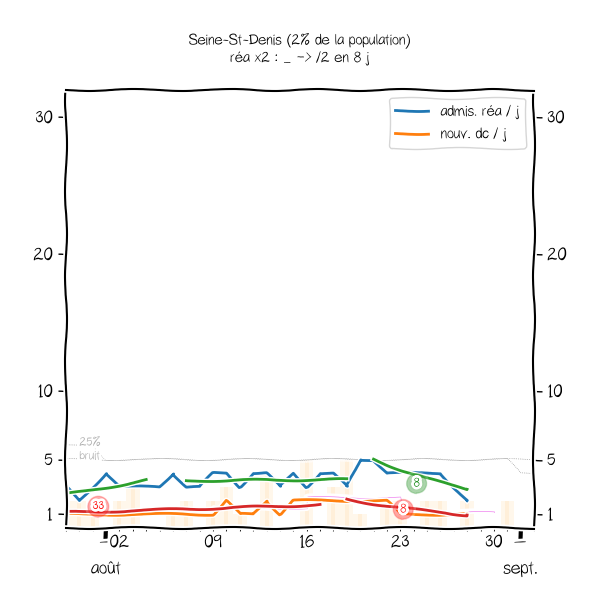 Seine-St-Denis (2% de la population)
réa x2 : _ -> /2 en 8 j
admis. réa / j
nouv. dc / j
30
30
20
20
10
10
25%
bruit
5
5
33
8
8
1
1
02
09
16
23
30
août
sept.